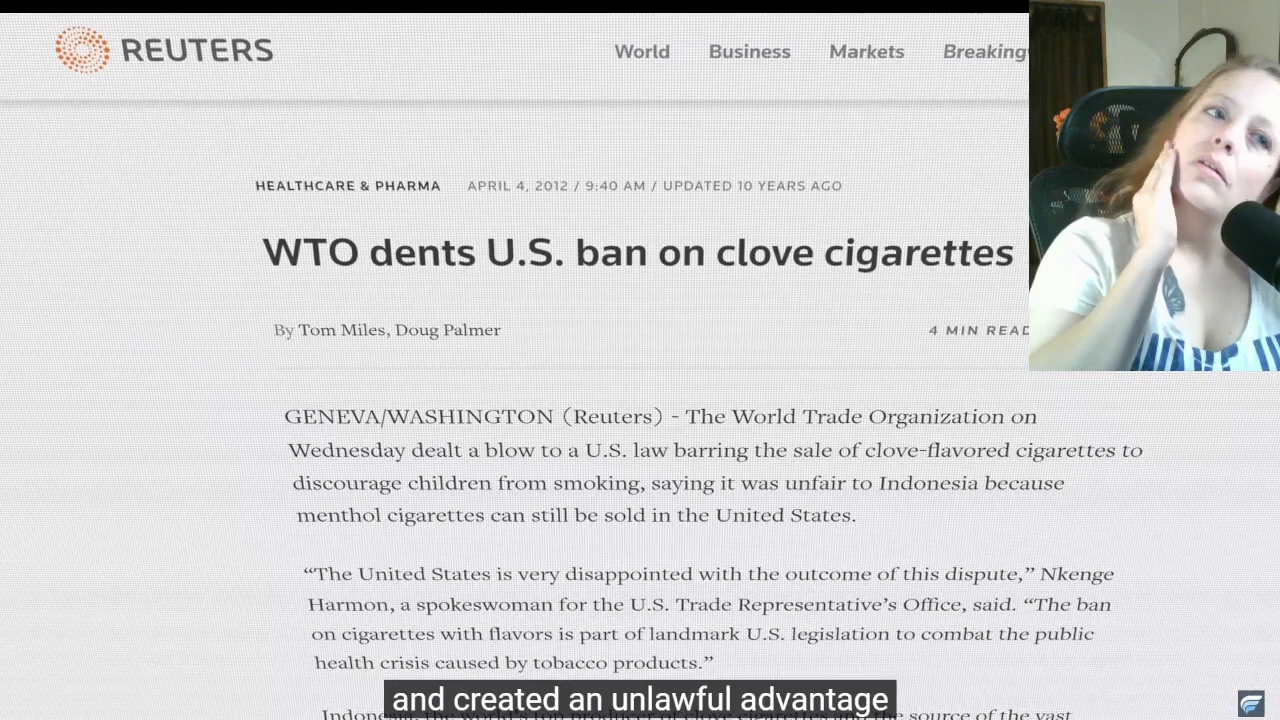 REUTERS World Business Markets Breaking
HEALTHCARE & PHARMA APRIL 4, 2012 / 9:40 AM / UPDATED 10 YEARS AGO
WTO dents U.S. ban on clove cigarettes
By Tom Miles, Doug Palmer 4 MIN READ
GENEVA/WASHINGTON (Reuters) - The World Trade Organization on
Wednesday dealt a blow to a U.S. law barring the sale of clove-flavored cigarettes to
discourage children from smoking, saying it was unfair to Indonesia because
menthol cigarettes can still be sold in the United States.
“The United States is very disappointed with the outcome of this dispute,” Nkenge
Harmon, a spokeswoman for the U.S. Trade Representative’s Office, said. “The ban
on cigarettes with flavors is part of landmark U.S. legislation to combat the public
health crisis caused by tobacco products.”
and created an unlawful advantage
the source of the vast